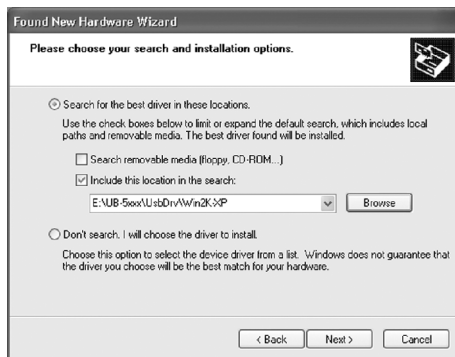 Found New Hardware Wizard
Please choose your search and installation options.
Search for the best driver in these locations.
Use the check boxes below to limit or expand the default search, which includes local
paths and removable media. The best driver found will be installed.
Search removable media (floppy, CD-ROM...)
Include this location in the search:
E:\UB-5xxx\UsbDrv\Win2K-XP
Browse
Don't search. I will choose the driver to install.
Choose this option to select the device driver from a list. Windows does not guarantee that
the driver you choose will be the best match for your hardware.
< Back
Next >
Cancel